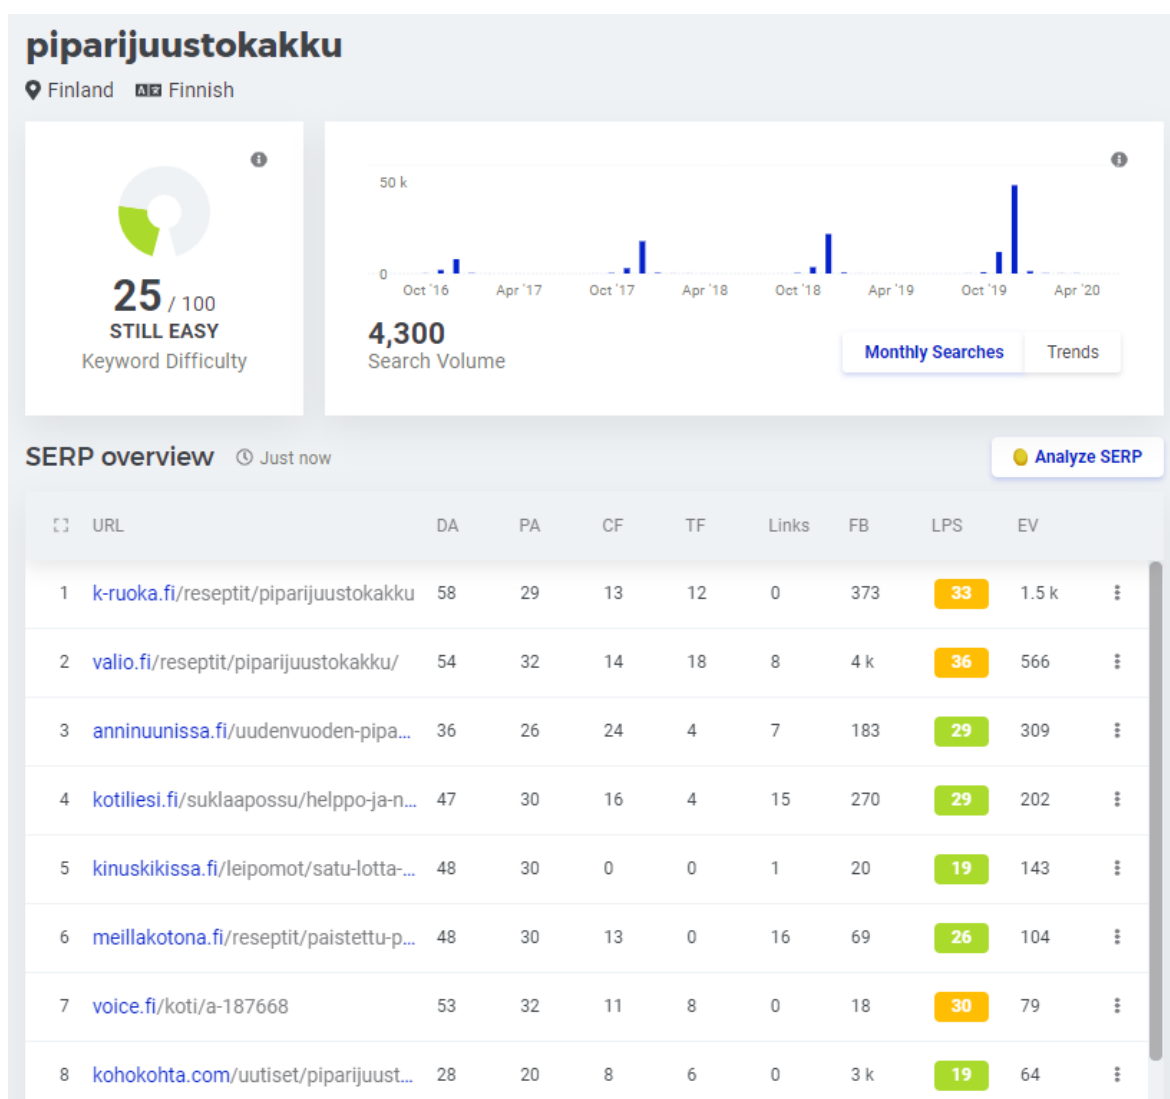 piparijuustokakku
Finland Finnish
25 / 100
STILL EASY
Keyword Difficulty
50 k
0
Oct '16 Apr '17 Oct '17 Apr '18 Oct '18 Apr '19 Oct '19 Apr '20
4,300
Search Volume
Monthly Searches Trends
SERP overview Just now
Analyze SERP
URL DA PA CF TF Links FB LPS EV
1 k-ruoka.fi/reseptit/piparijuustokakku 58 29 13 12 0 373 33 1.5 k
2 valio.fi/reseptit/piparijuustokakku/ 54 32 14 18 8 4 k 36 566
3 anninuunissa.fi/uudenvuoden-pipa... 36 26 24 4 7 183 29 309
4 kotiliesi.fi/suklaapossu/helppo-ja-n... 47 30 16 4 15 270 29 202
5 kinuskikissa.fi/leipomot/satu-lotta-... 48 30 0 0 1 20 19 143
6 meillakotona.fi/reseptit/paistettu-p... 48 30 13 0 16 69 26 104
7 voice.fi/koti/a-187668 53 32 11 8 0 18 30 79
8 kohokohta.com/uutiset/piparijuust... 28 20 8 6 0 3 k 19 64